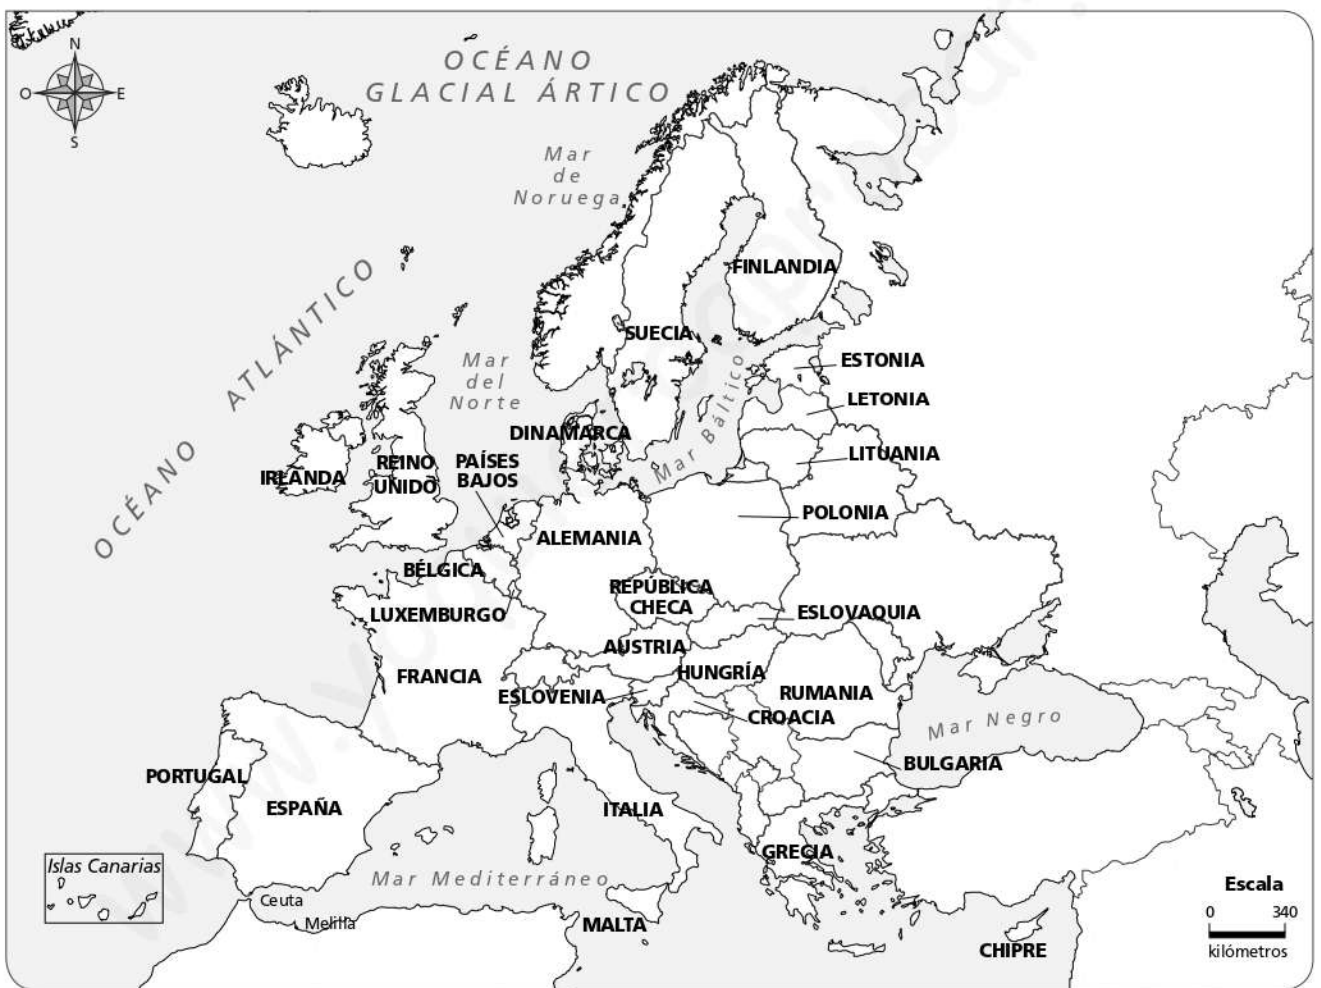 N
O
E
S
OCÉANO
GLACIAL ÁRTICO
Mar
de
Noruega
OCÉANO ATLÁNTICO
FINLANDIA
SUECIA
Mar
del
Norte
Mar Báltico
ESTONIA
LETONIA
DINAMARCA
LITUANIA
IRLANDA
REINO
UNIDO
PAÍSES
BAJOS
POLONIA
ALEMANIA
BÉLGICA
REPÚBLICA
CHECA
LUXEMBURGO
ESLOVAQUIA
AUSTRIA
FRANCIA
HUNGRÍA
ESLOVENIA
RUMANIA
CROACIA
Mar Negro
BULGARIA
PORTUGAL
ESPAÑA
ITALIA
GRECIA
Islas Canarias
Mar Mediterráneo
Ceuta
Melilla
MALTA
CHIPRE
Escala
0 340
kilómetros